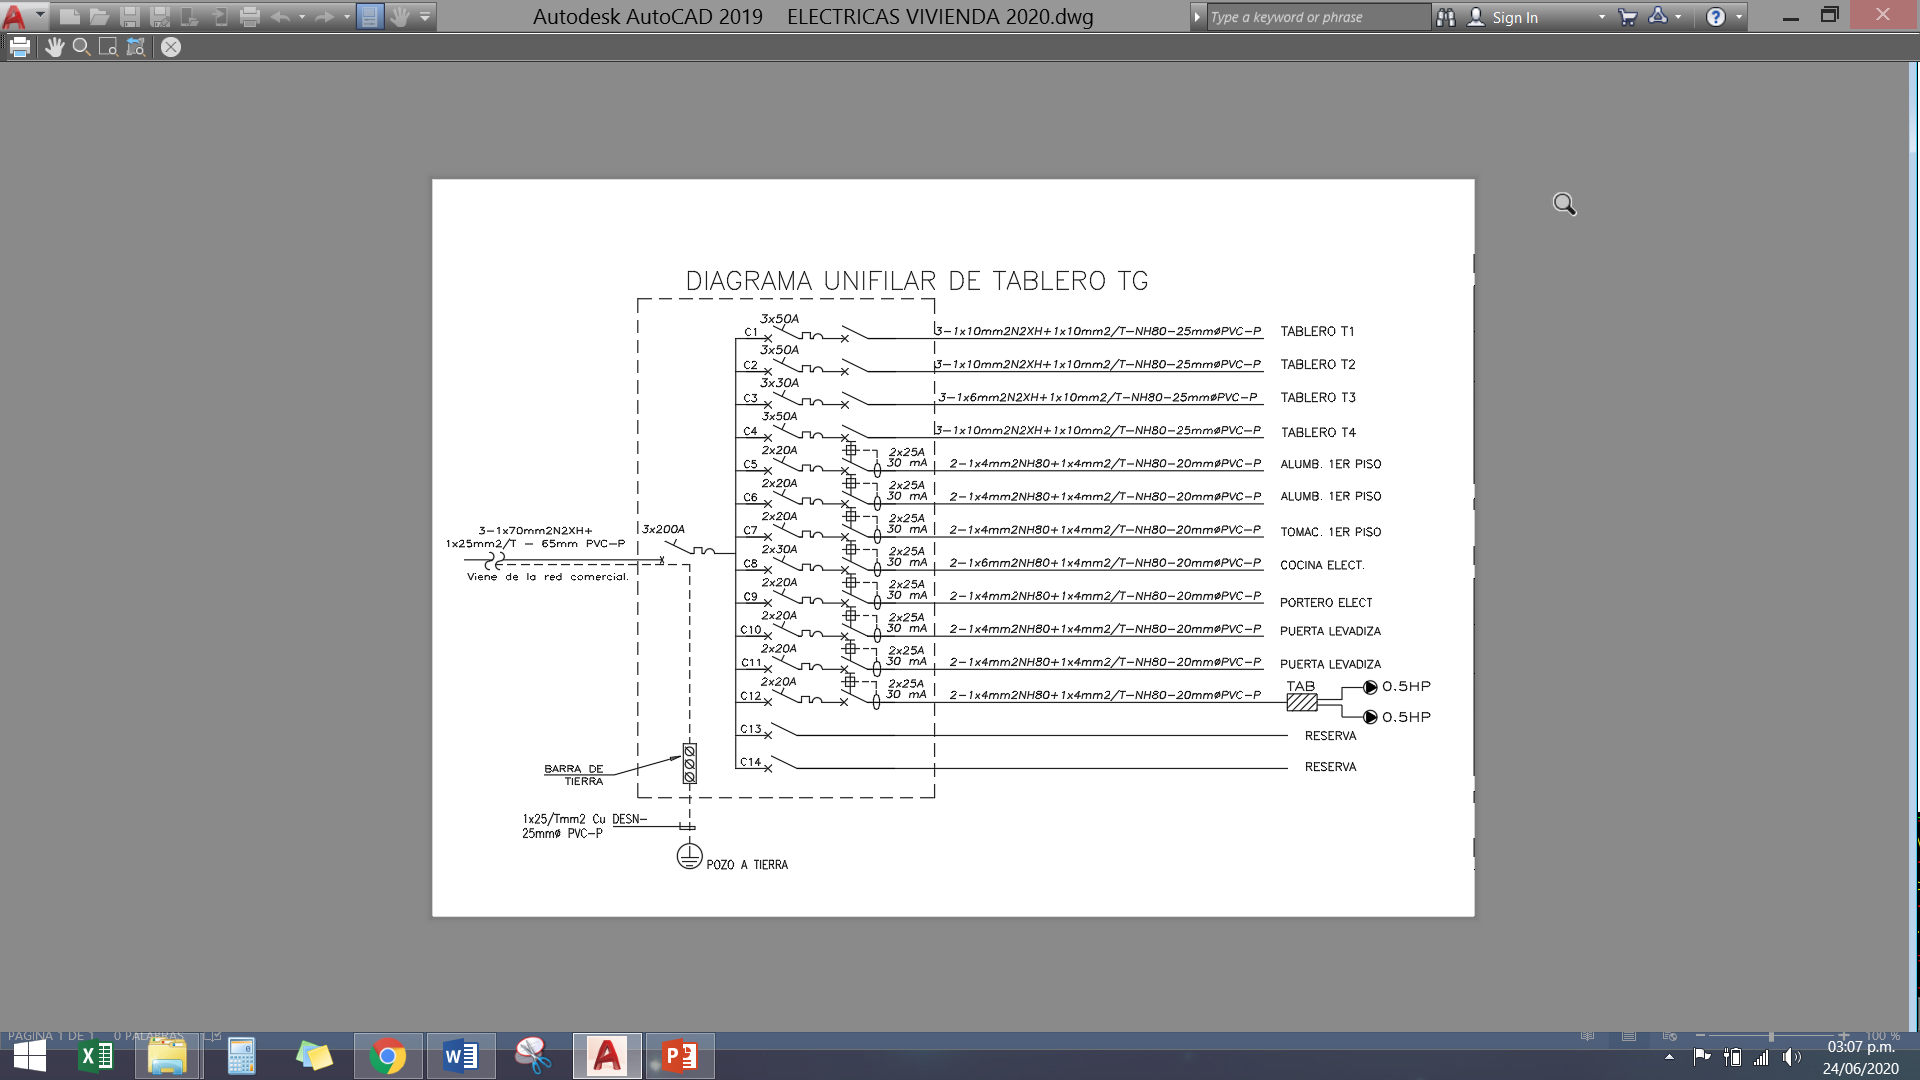 Autodesk AutoCAD 2019 ELECTRICAS VIVIENDA 2020.dwg
Type a keyword or phrase
Sign In
DIAGRAMA UNIFILAR DE TABLERO TG
C1 3x50A 3-1x10mm2N2XH+1x10mm2/T-NH80-25mmøPVC-P TABLERO T1
C2 3x50A 3-1x10mm2N2XH+1x10mm2/T-NH80-25mmøPVC-P TABLERO T2
C3 3x30A 3-1x6mm2N2XH+1x10mm2/T-NH80-25mmøPVC-P TABLERO T3
C4 3x50A 3-1x10mm2N2XH+1x10mm2/T-NH80-25mmøPVC-P TABLERO T4
C5 2x20A 2x25A 30 mA 2-1x4mm2NH80+1x4mm2/T-NH80-20mmøPVC-P ALUMB. 1ER PISO
C6 2x20A 2x25A 30 mA 2-1x4mm2NH80+1x4mm2/T-NH80-20mmøPVC-P ALUMB. 1ER PISO
C7 2x20A 2x25A 30 mA 2-1x4mm2NH80+1x4mm2/T-NH80-20mmøPVC-P TOMAC. 1ER PISO
C8 2x30A 2x25A 30 mA 2-1x6mm2NH80+1x4mm2/T-NH80-20mmøPVC-P COCINA ELECT.
C9 2x20A 2x25A 30 mA 2-1x4mm2NH80+1x4mm2/T-NH80-20mmøPVC-P PORTERO ELECT
C10 2x20A 2x25A 30 mA 2-1x4mm2NH80+1x4mm2/T-NH80-20mmøPVC-P PUERTA LEVADIZA
C11 2x20A 2x25A 30 mA 2-1x4mm2NH80+1x4mm2/T-NH80-20mmøPVC-P PUERTA LEVADIZA
C12 2x20A 2x25A 30 mA 2-1x4mm2NH80+1x4mm2/T-NH80-20mmøPVC-P TAB 0.5HP
0.5HP
C13 RESERVA
C14 RESERVA
3-1x70mm2N2XH+
1x25mm2/T - 65mm PVC-P
Viene de la red comercial.
3x200A
BARRA DE
TIERRA
1x25/Tmm2 Cu DESN-
25mmø PVC-P
POZO A TIERRA
PÁGINA 1 DE 1 0 PALABRAS 100 %
03:07 p.m.
24/06/2020